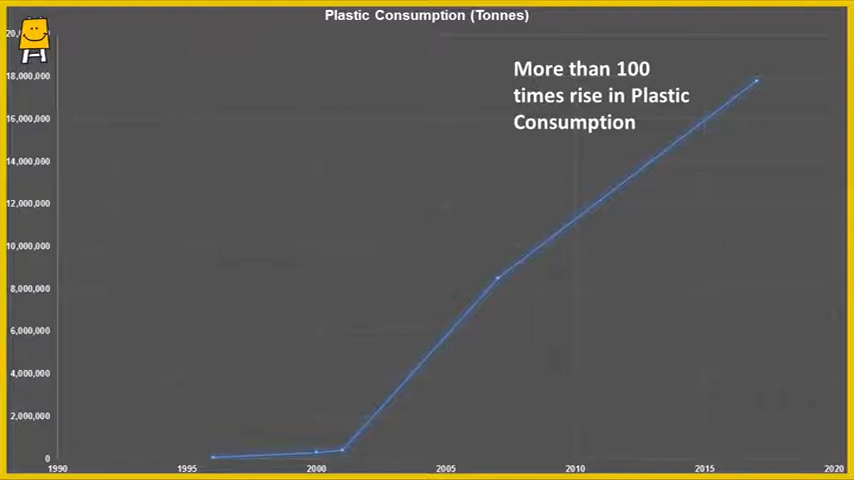 Plastic Consumption (Tonnes)
More than 100
times rise in Plastic
Consumption
18,000,000
16,000,000
14,000,000
12,000,000
10,000,000
8,000,000
6,000,000
4,000,000
2,000,000
0
1990 1995 2000 2005 2010 2015 2020